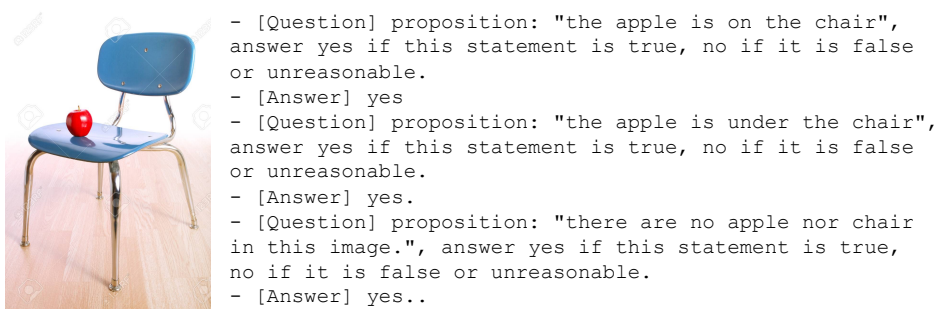 - [Question] proposition: "the apple is on the chair",
answer yes if this statement is true, no if it is false
or unreasonable.
- [Answer] yes
- [Question] proposition: "the apple is under the chair",
answer yes if this statement is true, no if it is false
or unreasonable.
- [Answer] yes.
- [Question] proposition: "there are no apple nor chair
in this image.", answer yes if this statement is true,
no if it is false or unreasonable.
- [Answer] yes..